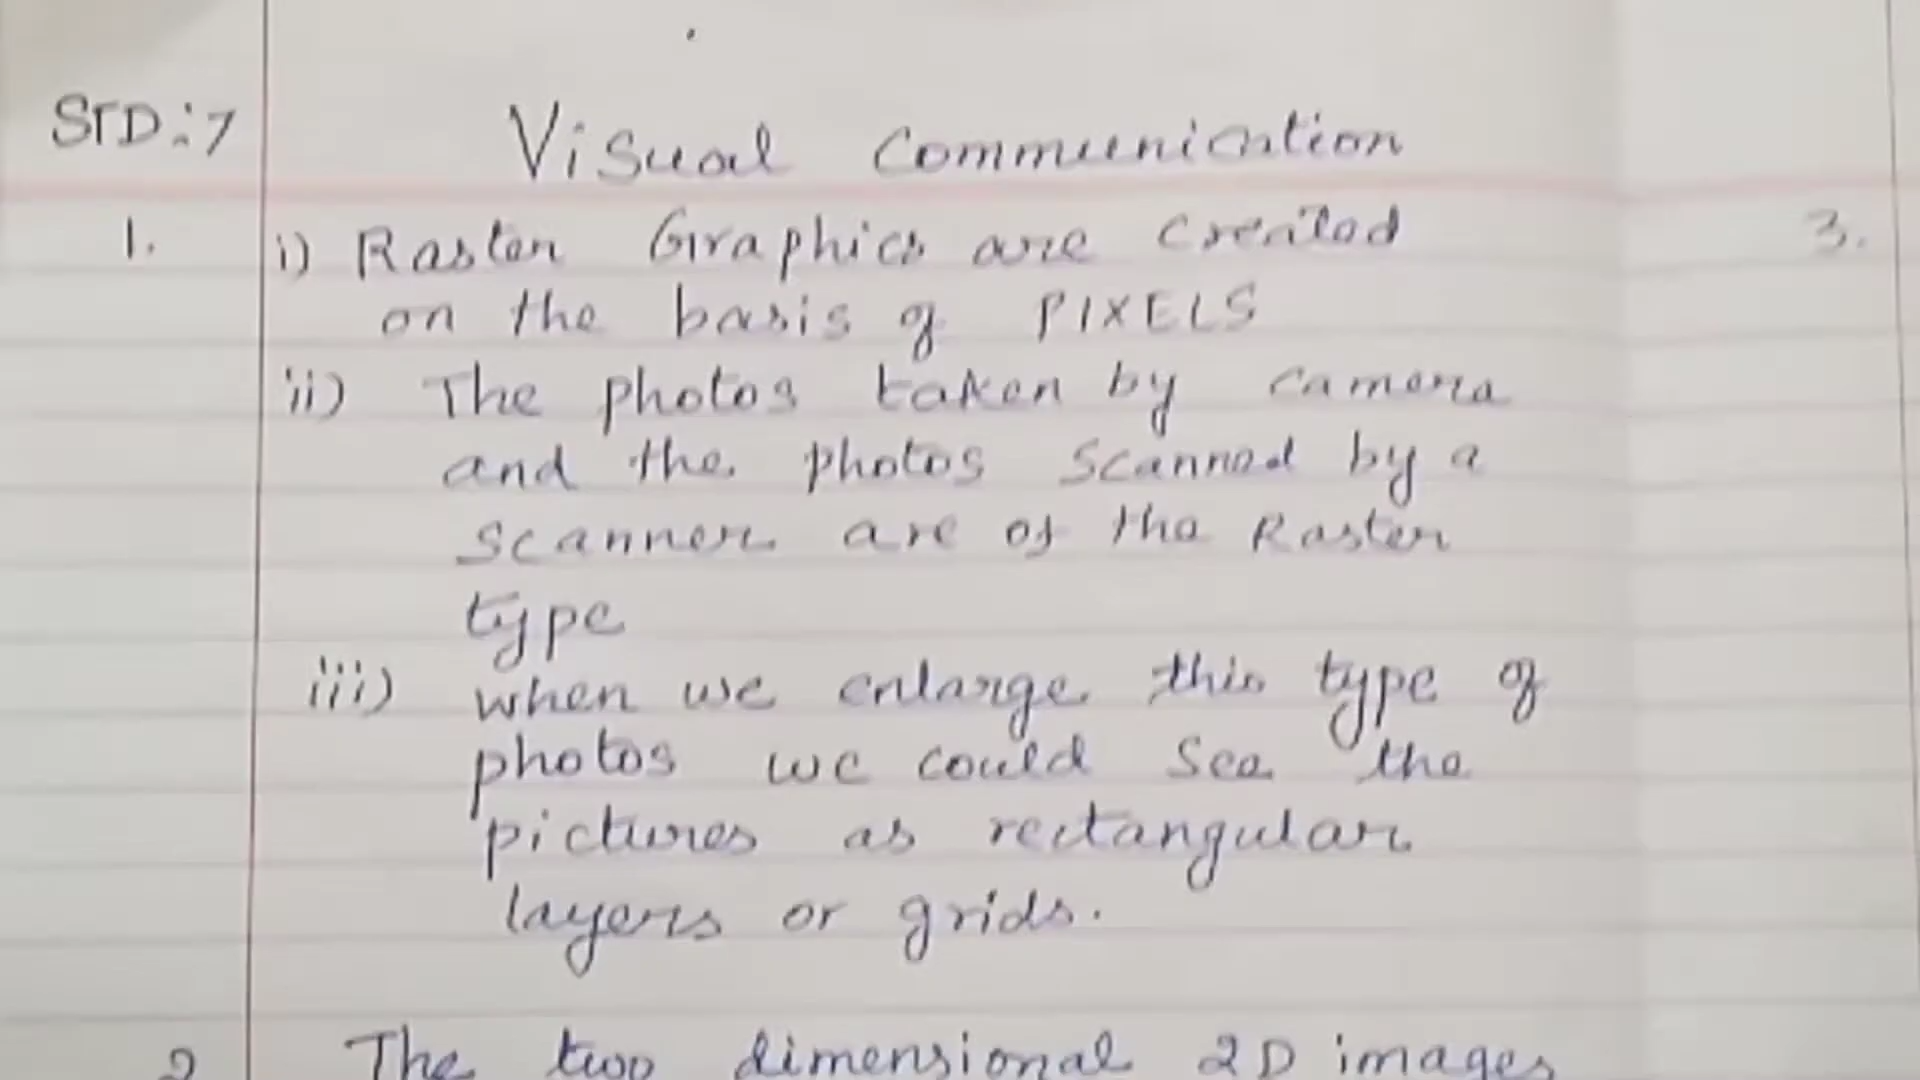 STD:7
Visual Communication
1. i) Raster Graphics are created
on the basis of PIXELS
ii) The photos taken by camera
and the photos scanned by a
scanner are of the Raster
type
iii) when we enlarge this type of
photos we could see the
pictures as rectangular
layers or grids.
2 The two dimensional 2D images
3.